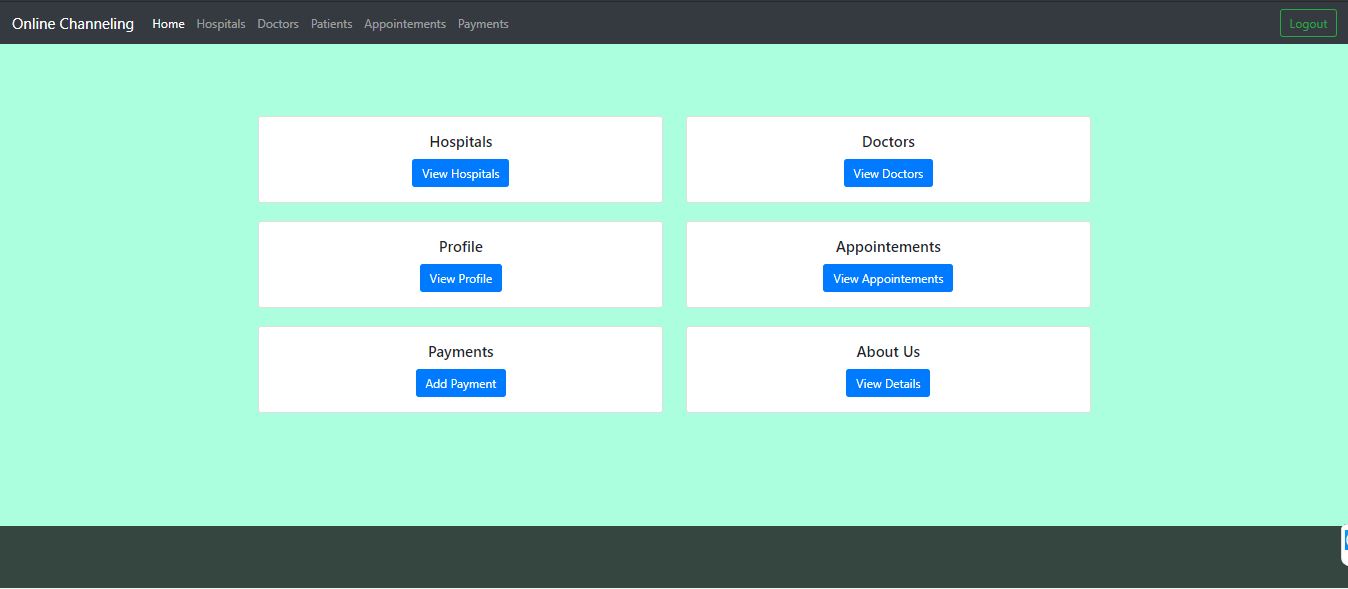 Online Channeling Home Hospitals Doctors Patients Appointements Payments Logout
Hospitals
View Hospitals
Doctors
View Doctors
Profile
View Profile
Appointements
View Appointements
Payments
Add Payment
About Us
View Details